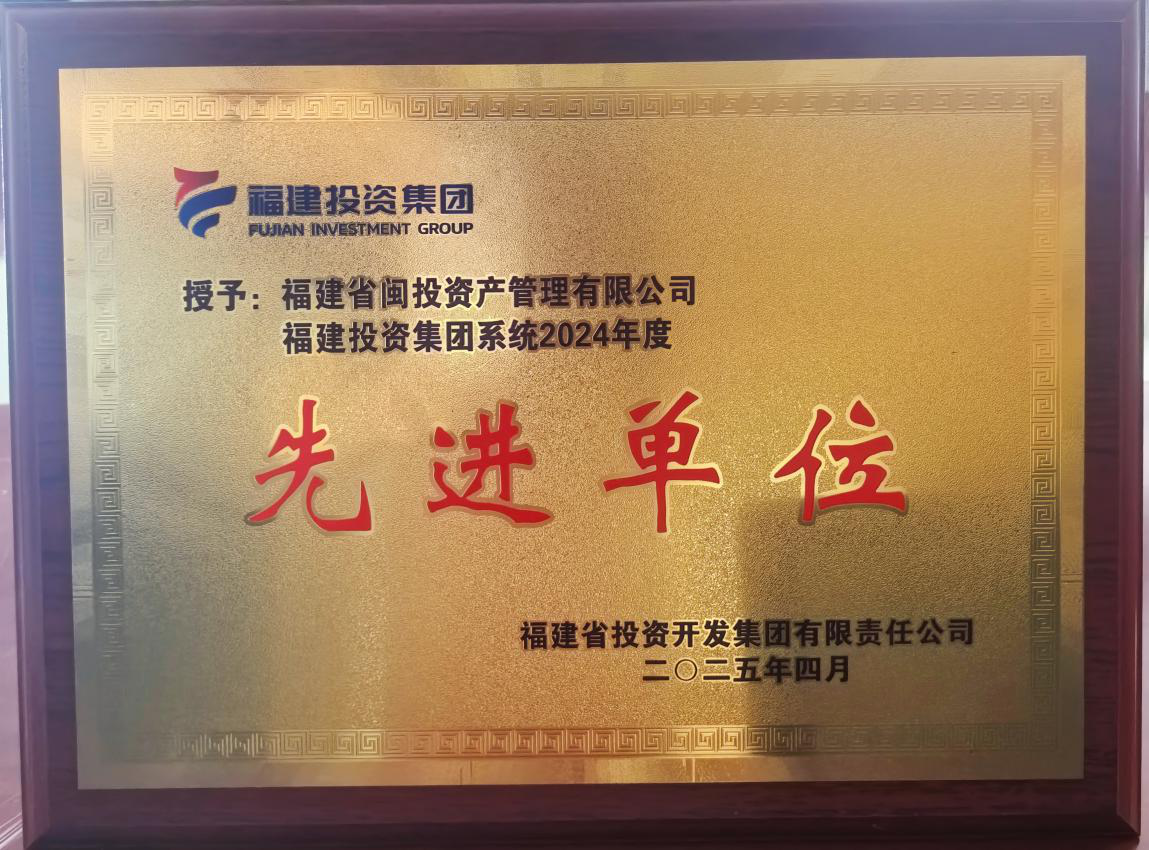 福建投资集团
FUJIAN INVESTMENT GROUP
授予：福建省闽投资产管理有限公司
福建投资集团系统2024年度
先进单位
福建省投资开发集团有限责任公司
二〇二五年四月